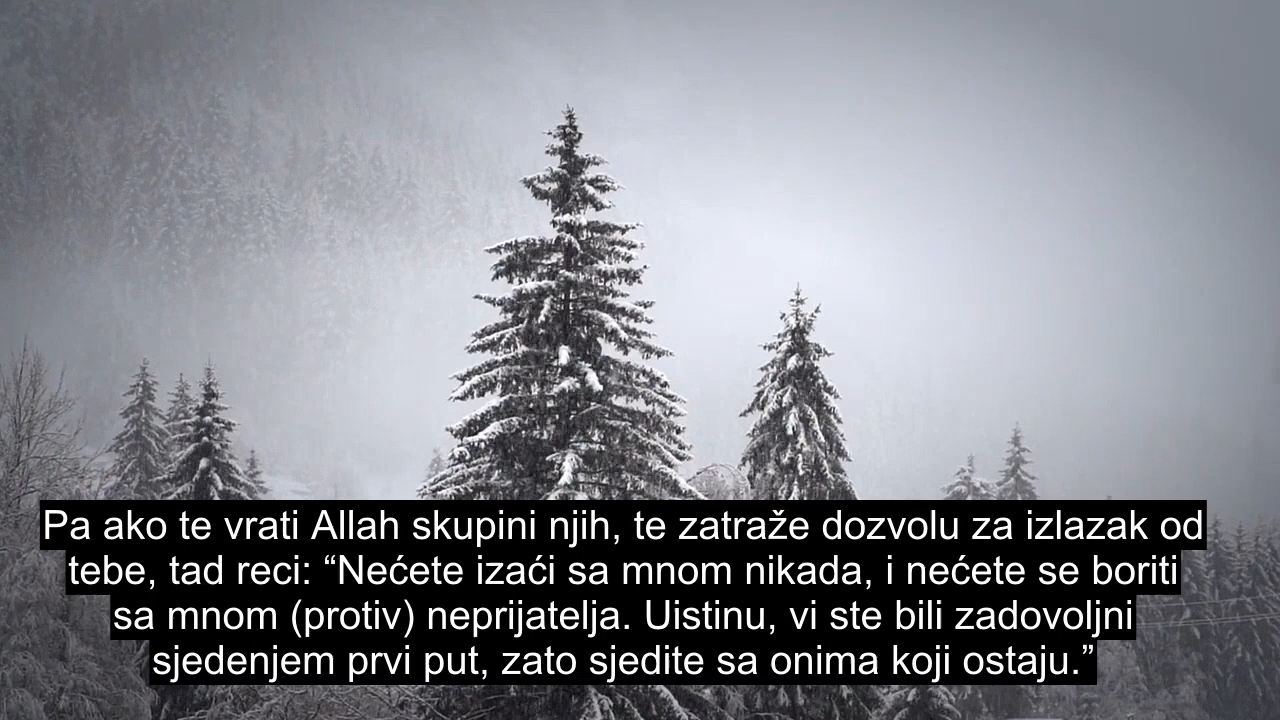 Pa ako te vrati Allah skupini njih, te zatraže dozvolu za izlazak od
tebe, tad reci: “Nećete izaći sa mnom nikada, i nećete se boriti
sa mnom (protiv) neprijatelja. Uistinu, vi ste bili zadovoljni
sjedenjem prvi put, zato sjedite sa onima koji ostaju.”